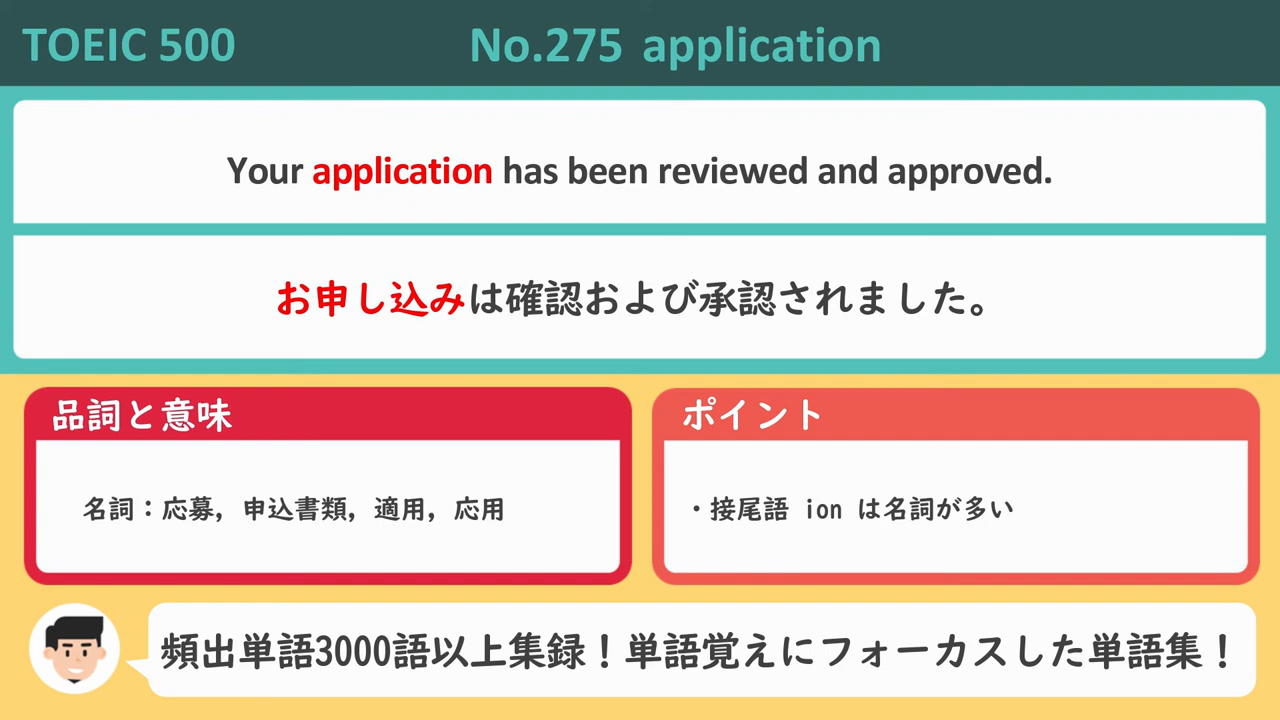 TOEIC 500
No.275 application
Your application has been reviewed and approved.
お申し込みは確認および承認されました。
品詞と意味
名詞：応募, 申込書類, 適用, 応用
ポイント
・接尾語 ion は名詞が多い
頻出単語3000語以上集録！単語覚えにフォーカスした単語集！